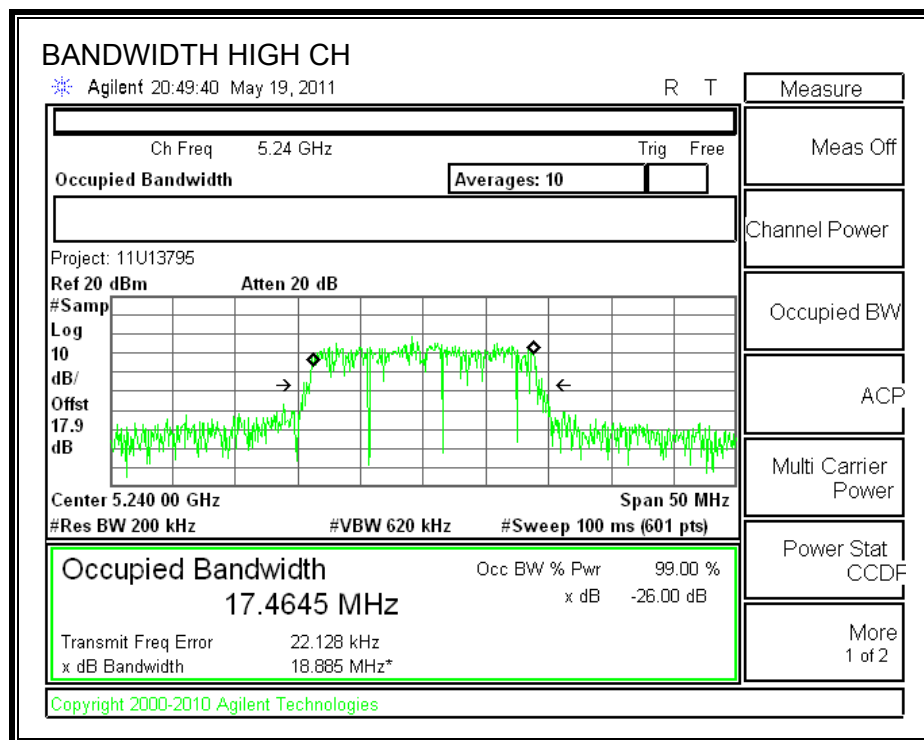 BANDWIDTH HIGH CH
Agilent 20:49:40 May 19, 2011 R T
Measure
Ch Freq 5.24 GHz Trig Free
Meas Off
Occupied Bandwidth Averages: 10
Channel Power
Project: 11U13795
Ref 20 dBm Atten 20 dB
#Samp
Log
10
dB/
Offst
17.9
dB
Occupied BW
ACP
Multi Carrier
Power
Center 5.240 00 GHz Span 50 MHz
#Res BW 200 kHz #VBW 620 kHz #Sweep 100 ms (601 pts)
Power Stat
CCDF
Occupied Bandwidth Occ BW % Pwr 99.00 %
17.4645 MHz x dB -26.00 dB
Transmit Freq Error 22.128 kHz
x dB Bandwidth 18.885 MHz*
More
1 of 2
Copyright 2000-2010 Agilent Technologies